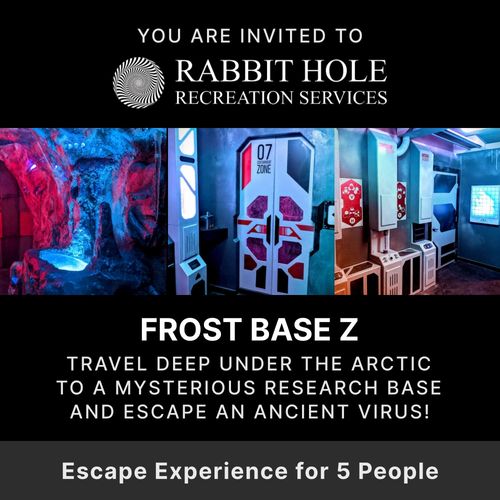 YOU ARE INVITED TO
RABBIT HOLE
RECREATION SERVICES
07
ZONE
FROST BASE Z
TRAVEL DEEP UNDER THE ARCTIC
TO A MYSTERIOUS RESEARCH BASE
AND ESCAPE AN ANCIENT VIRUS!
Escape Experience for 5 People